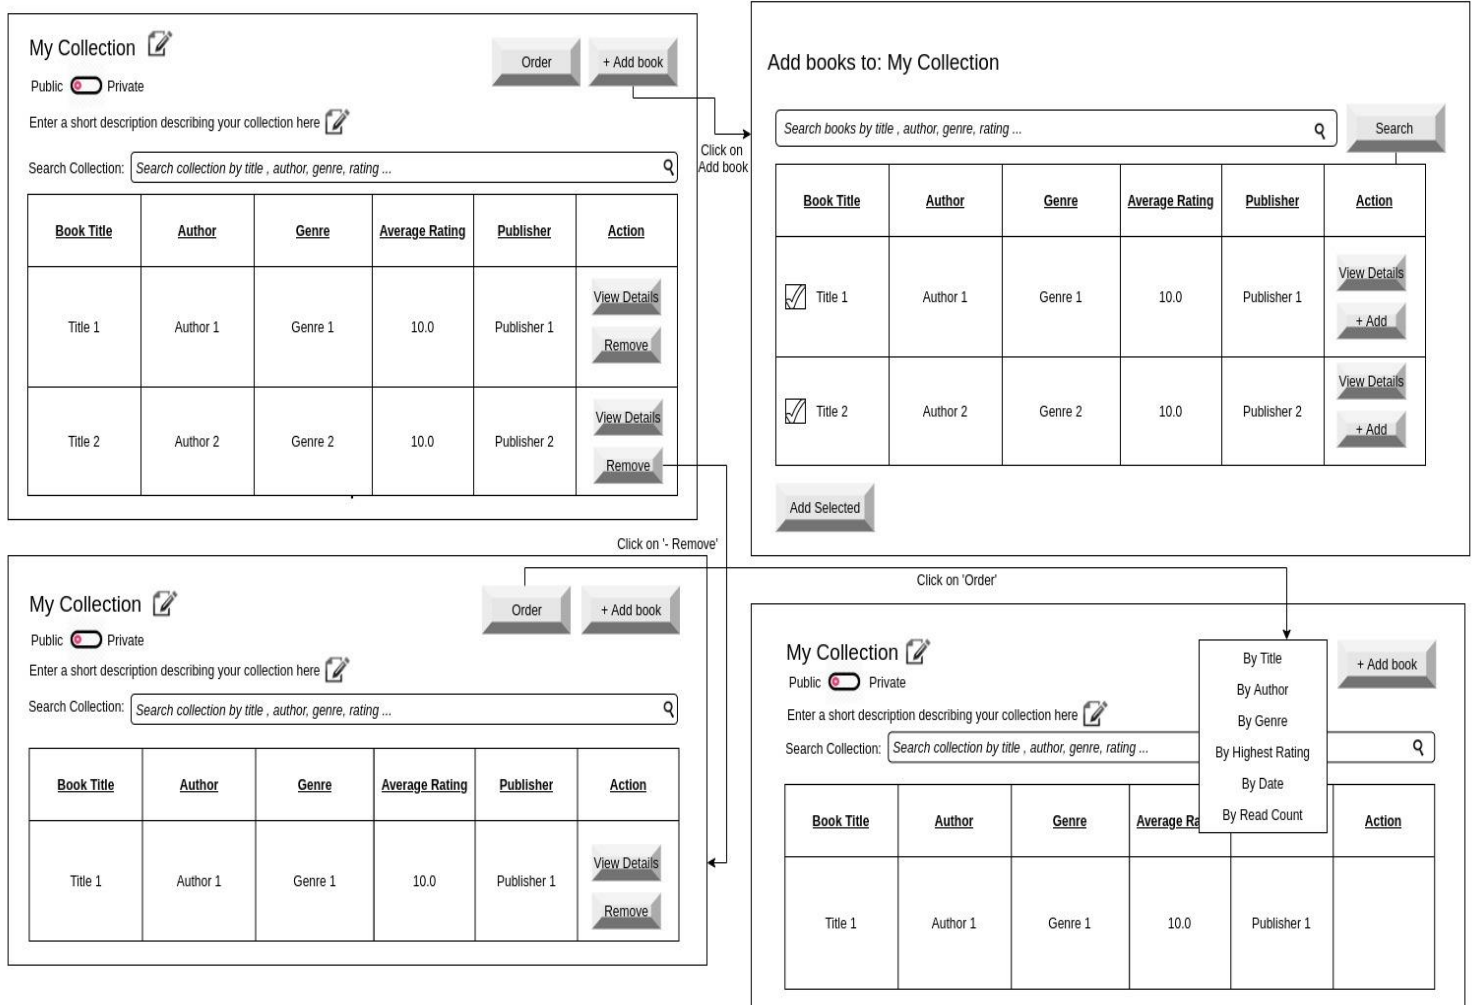 My Collection
Order
+ Add book
Public Private
Enter a short description describing your collection here
Search Collection: Search collection by title , author, genre, rating ...
Book Title Author Genre Average Rating Publisher Action
Title 1 Author 1 Genre 1 10.0 Publisher 1 View Details
Remove
Title 2 Author 2 Genre 2 10.0 Publisher 2 View Details
Remove
Click on
Add book
Add books to: My Collection
Search books by title , author, genre, rating ...
Search
Book Title Author Genre Average Rating Publisher Action
Title 1 Author 1 Genre 1 10.0 Publisher 1 View Details
+ Add
Title 2 Author 2 Genre 2 10.0 Publisher 2 View Details
+ Add
Add Selected
Click on '- Remove'
My Collection
Order
+ Add book
Public Private
Enter a short description describing your collection here
Search Collection: Search collection by title , author, genre, rating ...
Book Title Author Genre Average Rating Publisher Action
Title 1 Author 1 Genre 1 10.0 Publisher 1 View Details
Remove
Click on 'Order'
My Collection
Public Private
Enter a short description describing your collection here
Search Collection: Search collection by title , author, genre, rating ...
By Title
By Author
By Genre
By Highest Rating
By Date
By Read Count
+ Add book
Book Title Author Genre Average Ra Action
Title 1 Author 1 Genre 1 10.0 Publisher 1